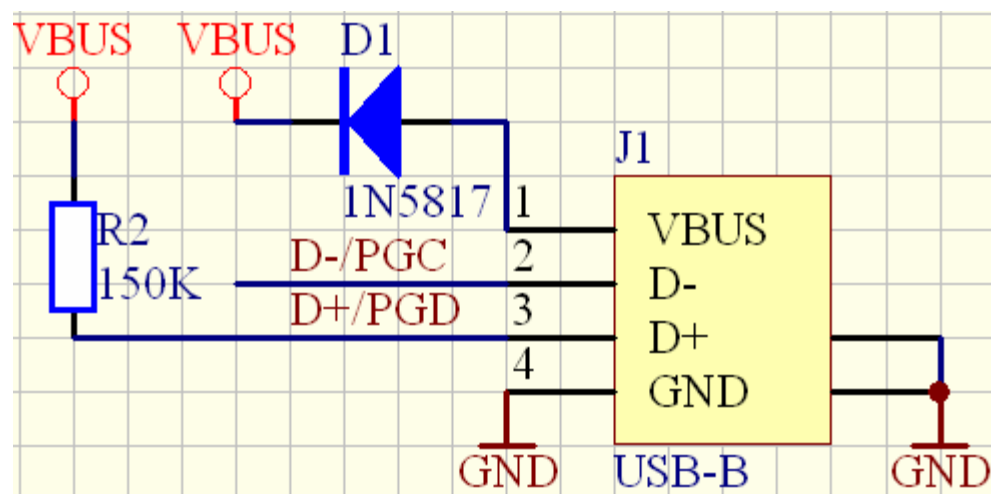 VBUS VBUS D1
J1
1N5817 1
R2 VBUS
D-/PGC 2
150K D-
D+/PGD 3
D+
4
GND
GND USB-B GND